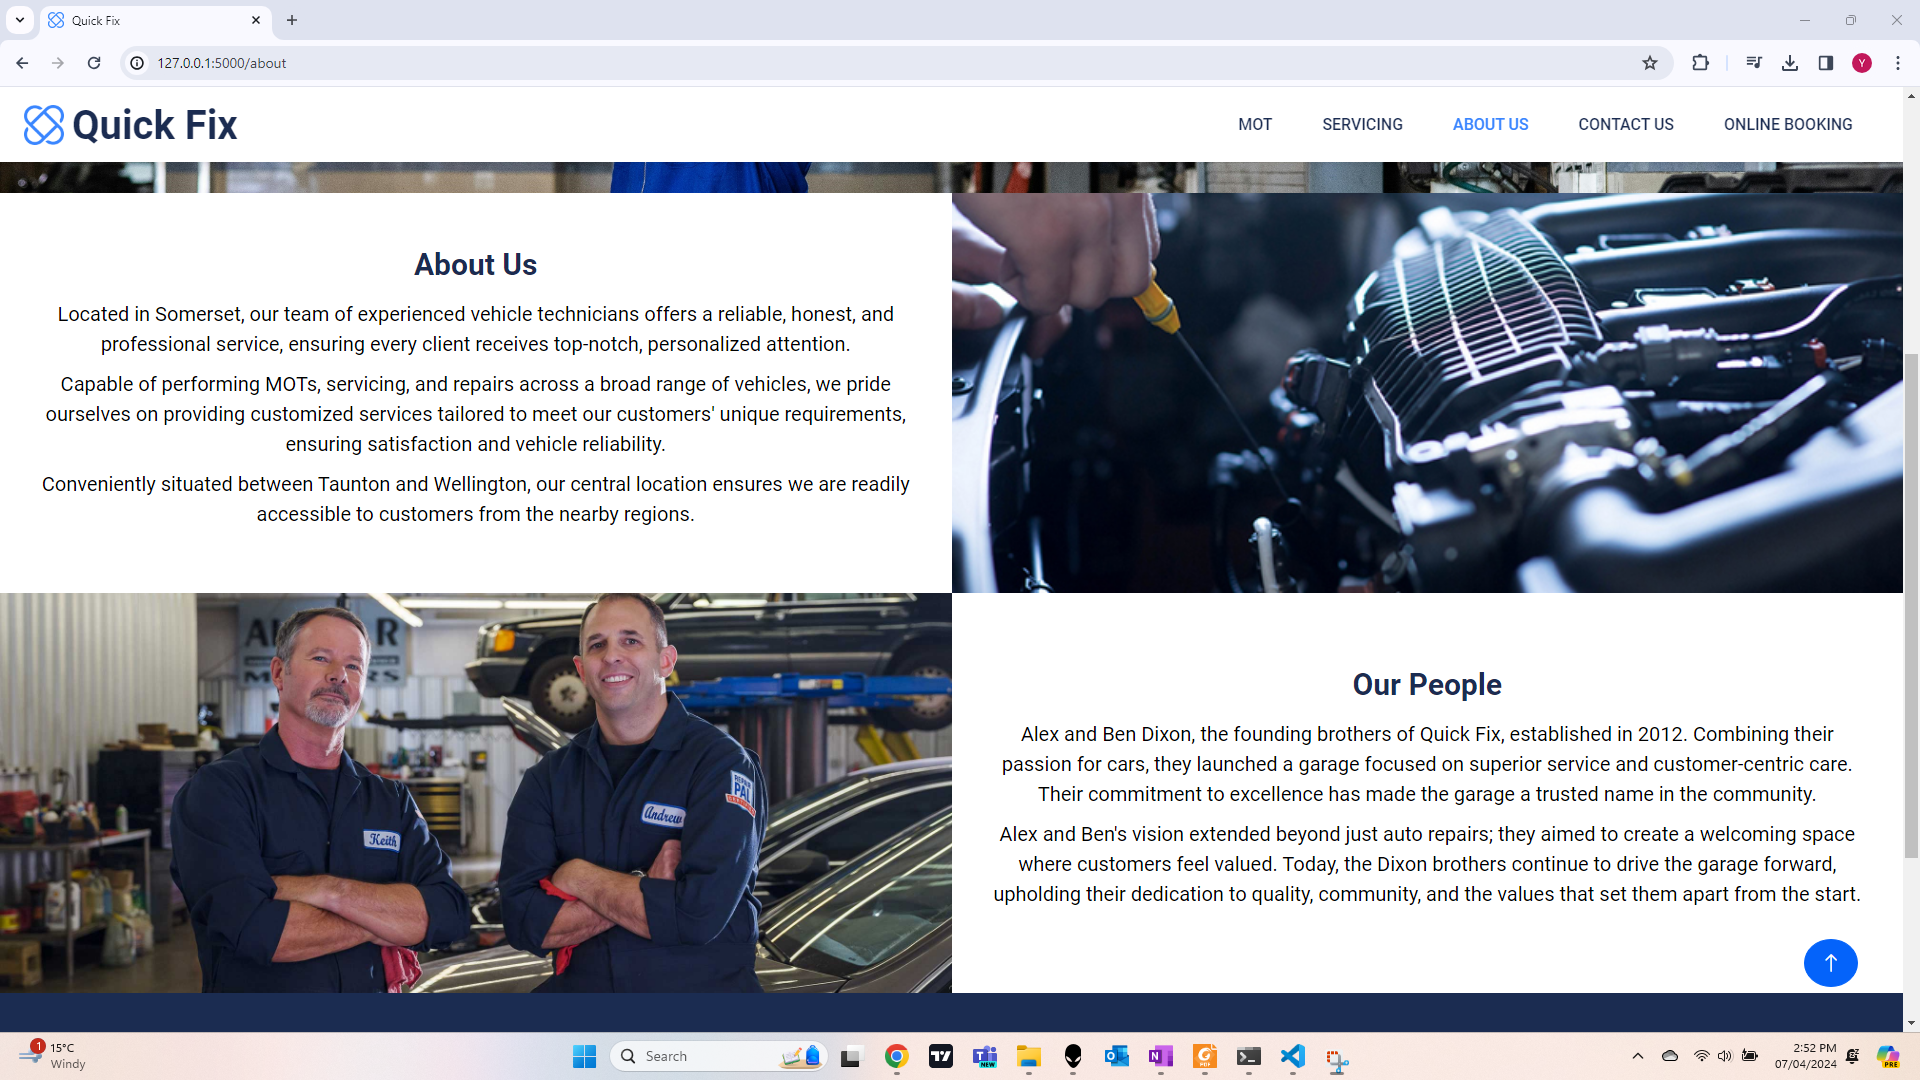 Quick Fix
127.0.0.1:5000/about
Y
Quick Fix
MOT
SERVICING
ABOUT US
CONTACT US
ONLINE BOOKING
About Us
Located in Somerset, our team of experienced vehicle technicians offers a reliable, honest, and
professional service, ensuring every client receives top-notch, personalized attention.
Capable of performing MOTs, servicing, and repairs across a broad range of vehicles, we pride
ourselves on providing customized services tailored to meet our customers' unique requirements,
ensuring satisfaction and vehicle reliability.
Conveniently situated between Taunton and Wellington, our central location ensures we are readily
accessible to customers from the nearby regions.
Keith
Andrew
REPAIR
PAL
CERTIFIED
Our People
Alex and Ben Dixon, the founding brothers of Quick Fix, established in 2012. Combining their
passion for cars, they launched a garage focused on superior service and customer-centric care.
Their commitment to excellence has made the garage a trusted name in the community.
Alex and Ben's vision extended beyond just auto repairs; they aimed to create a welcoming space
where customers feel valued. Today, the Dixon brothers continue to drive the garage forward,
upholding their dedication to quality, community, and the values that set them apart from the start.
1
15°C
Windy
Search
NEW
PDF
2:52 PM
07/04/2024
PRE